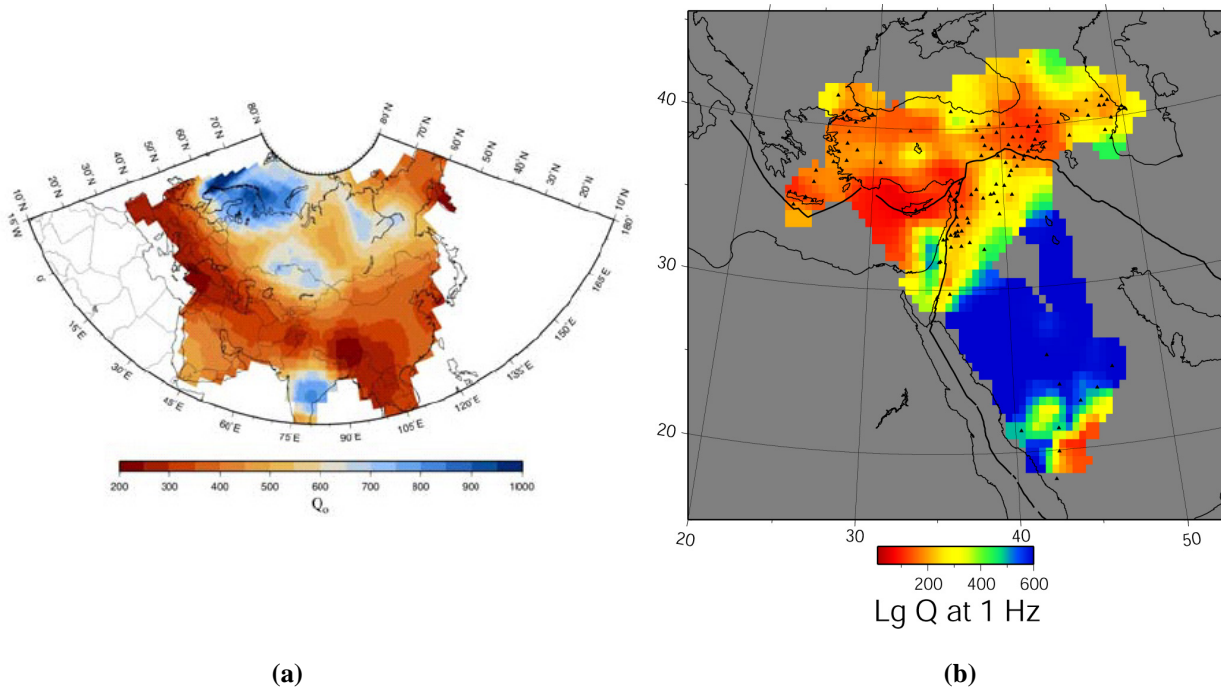 80˚N
70˚N
60˚N
50˚N
40˚N
30˚N
20˚N
10˚N
80˚N
70˚N
60˚N
50˚N
40˚N
30˚N
20˚N
10˚N
15˚W
0˚
15˚E
30˚E
45˚E
60˚E
75˚E
90˚E
105˚E
120˚E
135˚E
150˚E
165˚E
180˚
200 300 400 500 600 700 800 900 1000
Q₀
(a)
40
30
20
20 30 40 50
200 400 600
Lg Q at 1 Hz
(b)